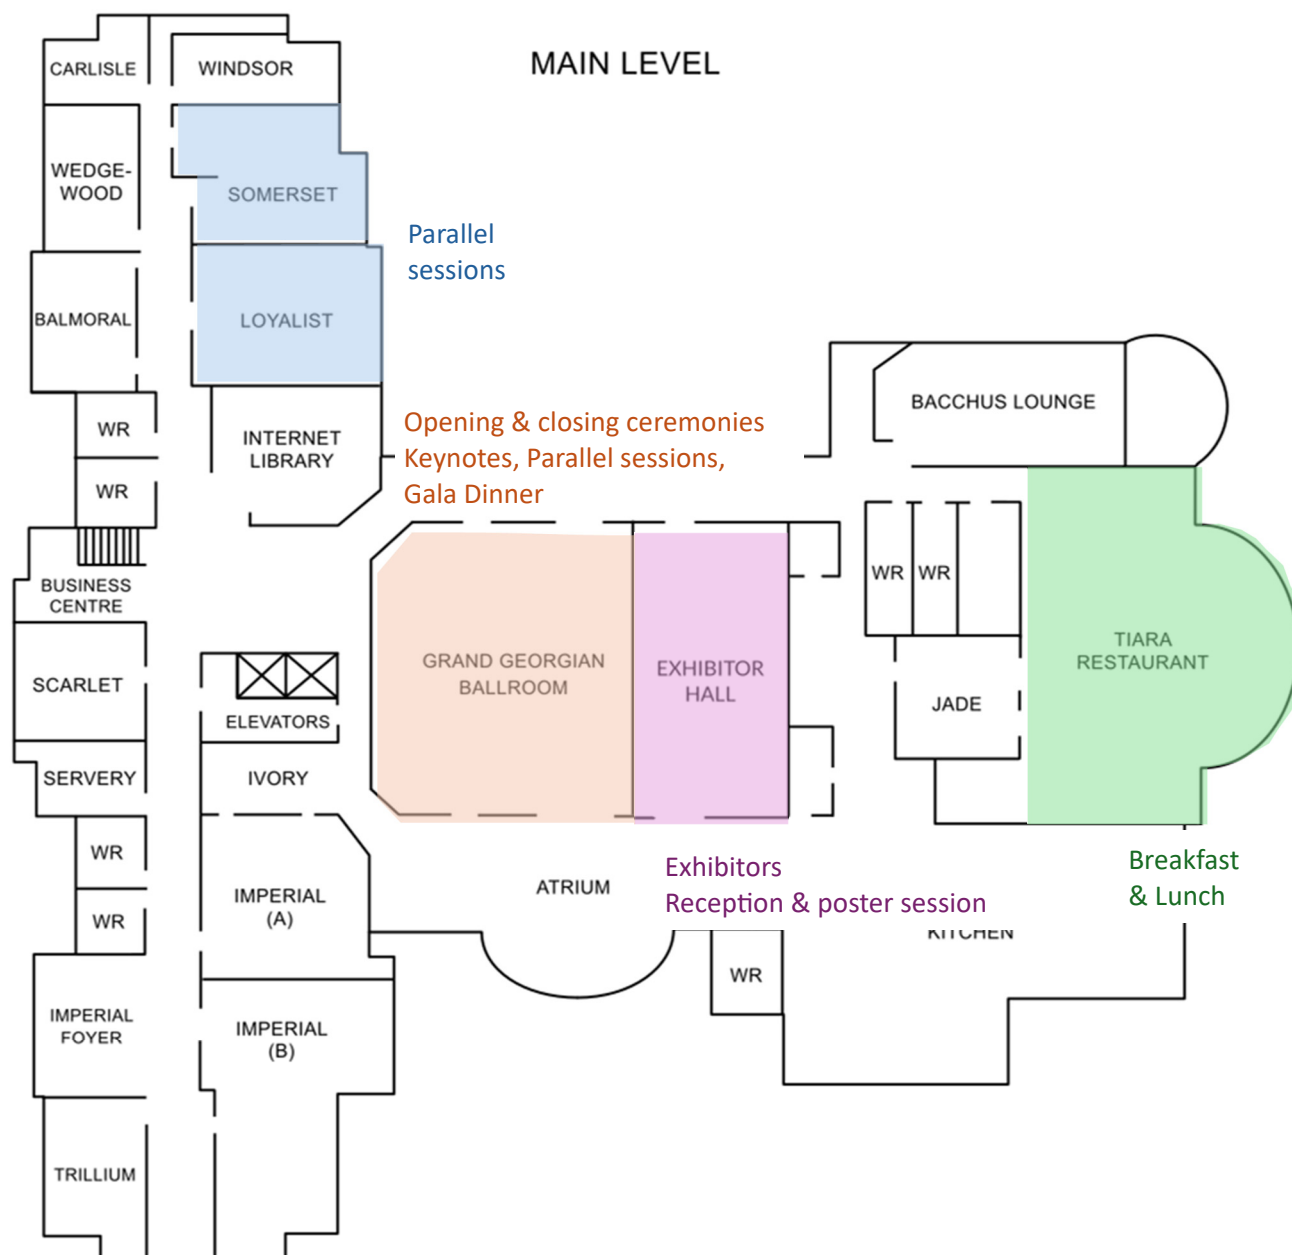 MAIN LEVEL
CARLISLE
WINDSOR
WEDGE-
WOOD
SOMERSET
Parallel
sessions
BALMORAL
LOYALIST
BACCHUS LOUNGE
WR
INTERNET
LIBRARY
Opening & closing ceremonies
Keynotes, Parallel sessions,
Gala Dinner
WR
BUSINESS
CENTRE
WR
WR
SCARLET
GRAND GEORGIAN
BALLROOM
EXHIBITOR
HALL
TIARA
RESTAURANT
JADE
ELEVATORS
SERVERY
IVORY
WR
IMPERIAL
(A)
ATRIUM
Exhibitors
Reception & poster session
Breakfast
& Lunch
WR
KITCHEN
WR
IMPERIAL
FOYER
IMPERIAL
(B)
TRILLIUM